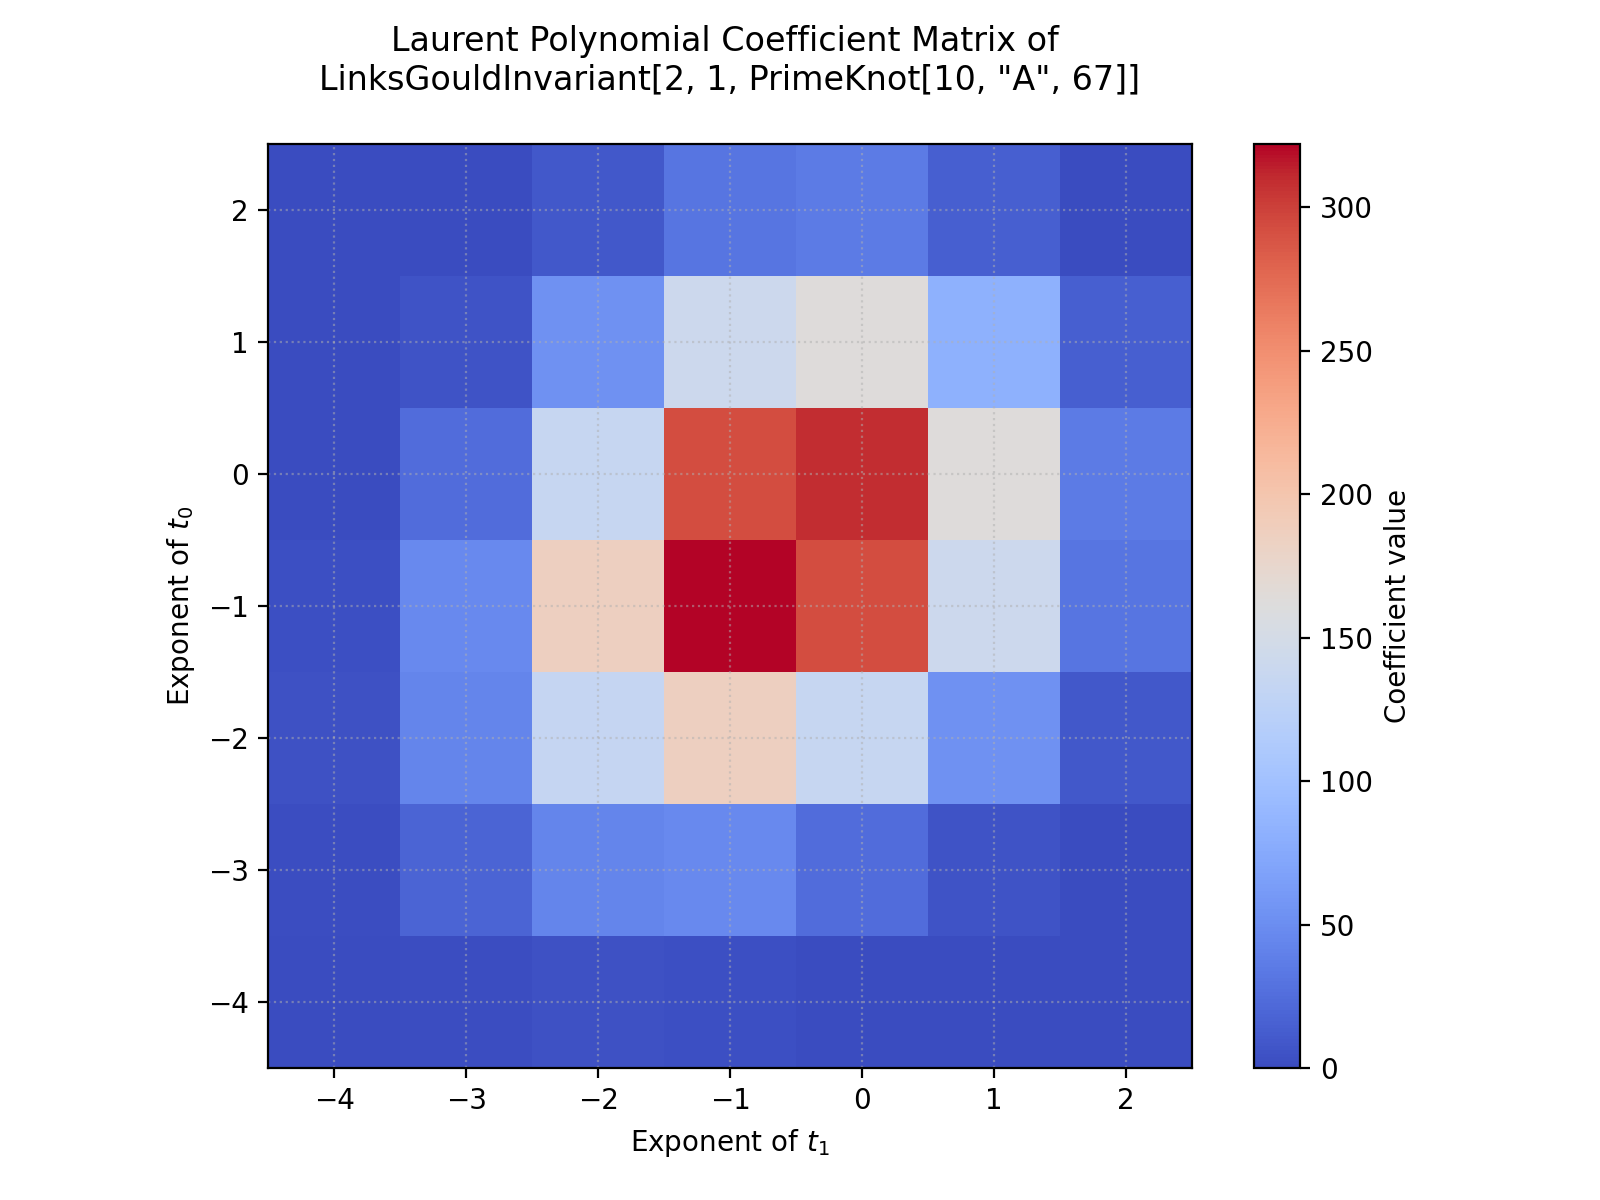 Laurent Polynomial Coefficient Matrix of
LinksGouldInvariant[2, 1, PrimeKnot[10, "A", 67]]
2
1
0
−1
−2
−3
−4
Exponent of t₀
−4 −3 −2 −1 0 1 2
Exponent of t₁
300
250
200
150
100
50
0
Coefficient value